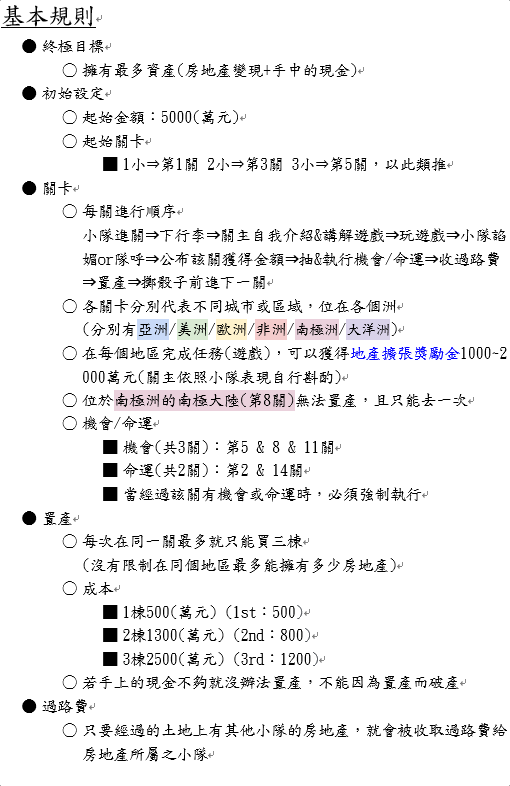 基本規則
● 終極目標
○ 擁有最多資產(房地產變現+手中的現金)
● 初始設定
○ 起始金額：5000(萬元)
○ 起始關卡
■ 1小⇒第1關 2小⇒第3關 3小⇒第5關，以此類推
● 關卡
○ 每關進行順序
小隊進關⇒下行李⇒關主自我介紹&講解遊戲⇒玩遊戲⇒小隊諂
媚or隊呼⇒公布該關獲得金額⇒抽&執行機會/命運⇒收過路費
⇒置產⇒擲骰子前進下一關
○ 各關卡分別代表不同城市或區域，位在各個洲
(分別有亞洲/美洲/歐洲/非洲/南極洲/大洋洲)
○ 在每個地區完成任務(遊戲)，可以獲得地產擴張獎勵金1000~2
000萬元(關主依照小隊表現自行斟酌)
○ 位於南極洲的南極大陸(第8關)無法置產，且只能去一次
○ 機會/命運
■ 機會(共3關)：第5 & 8 & 11關
■ 命運(共2關)：第2 & 14關
■ 當經過該關有機會或命運時，必須強制執行
● 置產
○ 每次在同一關最多就只能買三棟
(沒有限制在同個地區最多能擁有多少房地產)
○ 成本
■ 1棟500(萬元) (1st：500)
■ 2棟1300(萬元) (2nd：800)
■ 3棟2500(萬元) (3rd：1200)
○ 若手上的現金不夠就沒辦法置產，不能因為置產而破產
● 過路費
○ 只要經過的土地上有其他小隊的房地產，就會被收取過路費給
房地產所屬之小隊